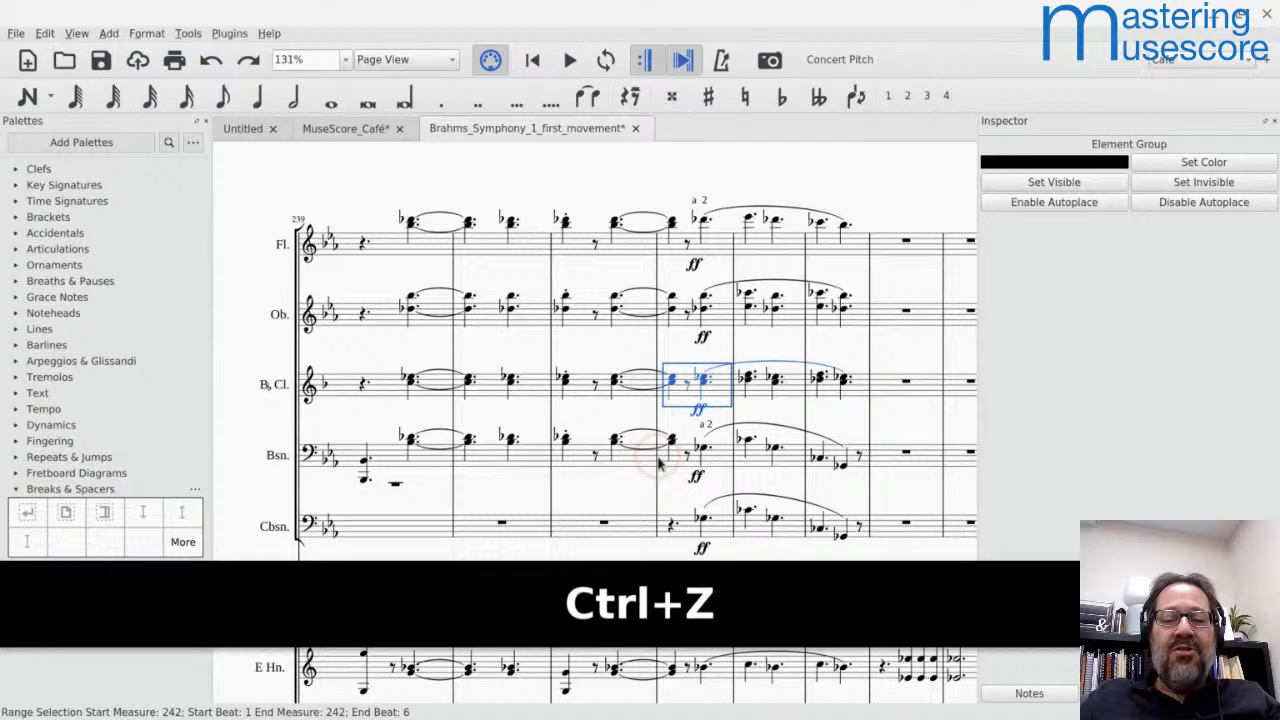 mastering
musescore
File Edit View Add Format Tools Plugins Help
131% Page View Concert Pitch
1 2 3 4
Palettes
Add Palettes
Untitled MuseScore_Café* Brahms_Symphony_1_first_movement*
Inspector
Element Group
Set Color
Set Visible Set Invisible
Enable Autoplace Disable Autoplace
Clefs
Key Signatures
Time Signatures
Brackets
Accidentals
Articulations
Ornaments
Breaths & Pauses
Grace Notes
Noteheads
Lines
Barlines
Arpeggios & Glissandi
Tremolos
Text
Tempo
Dynamics
Fingering
Repeats & Jumps
Fretboard Diagrams
Breaks & Spacers
More
239
a 2
Fl.
ff
Ob.
ff
B♭ Cl.
ff
a 2
Bsn.
ff
Cbsn.
ff
Ctrl+Z
E Hn.
&
Notes
Range Selection Start Measure: 242; Start Beat: 1 End Measure: 242; End Beat: 6